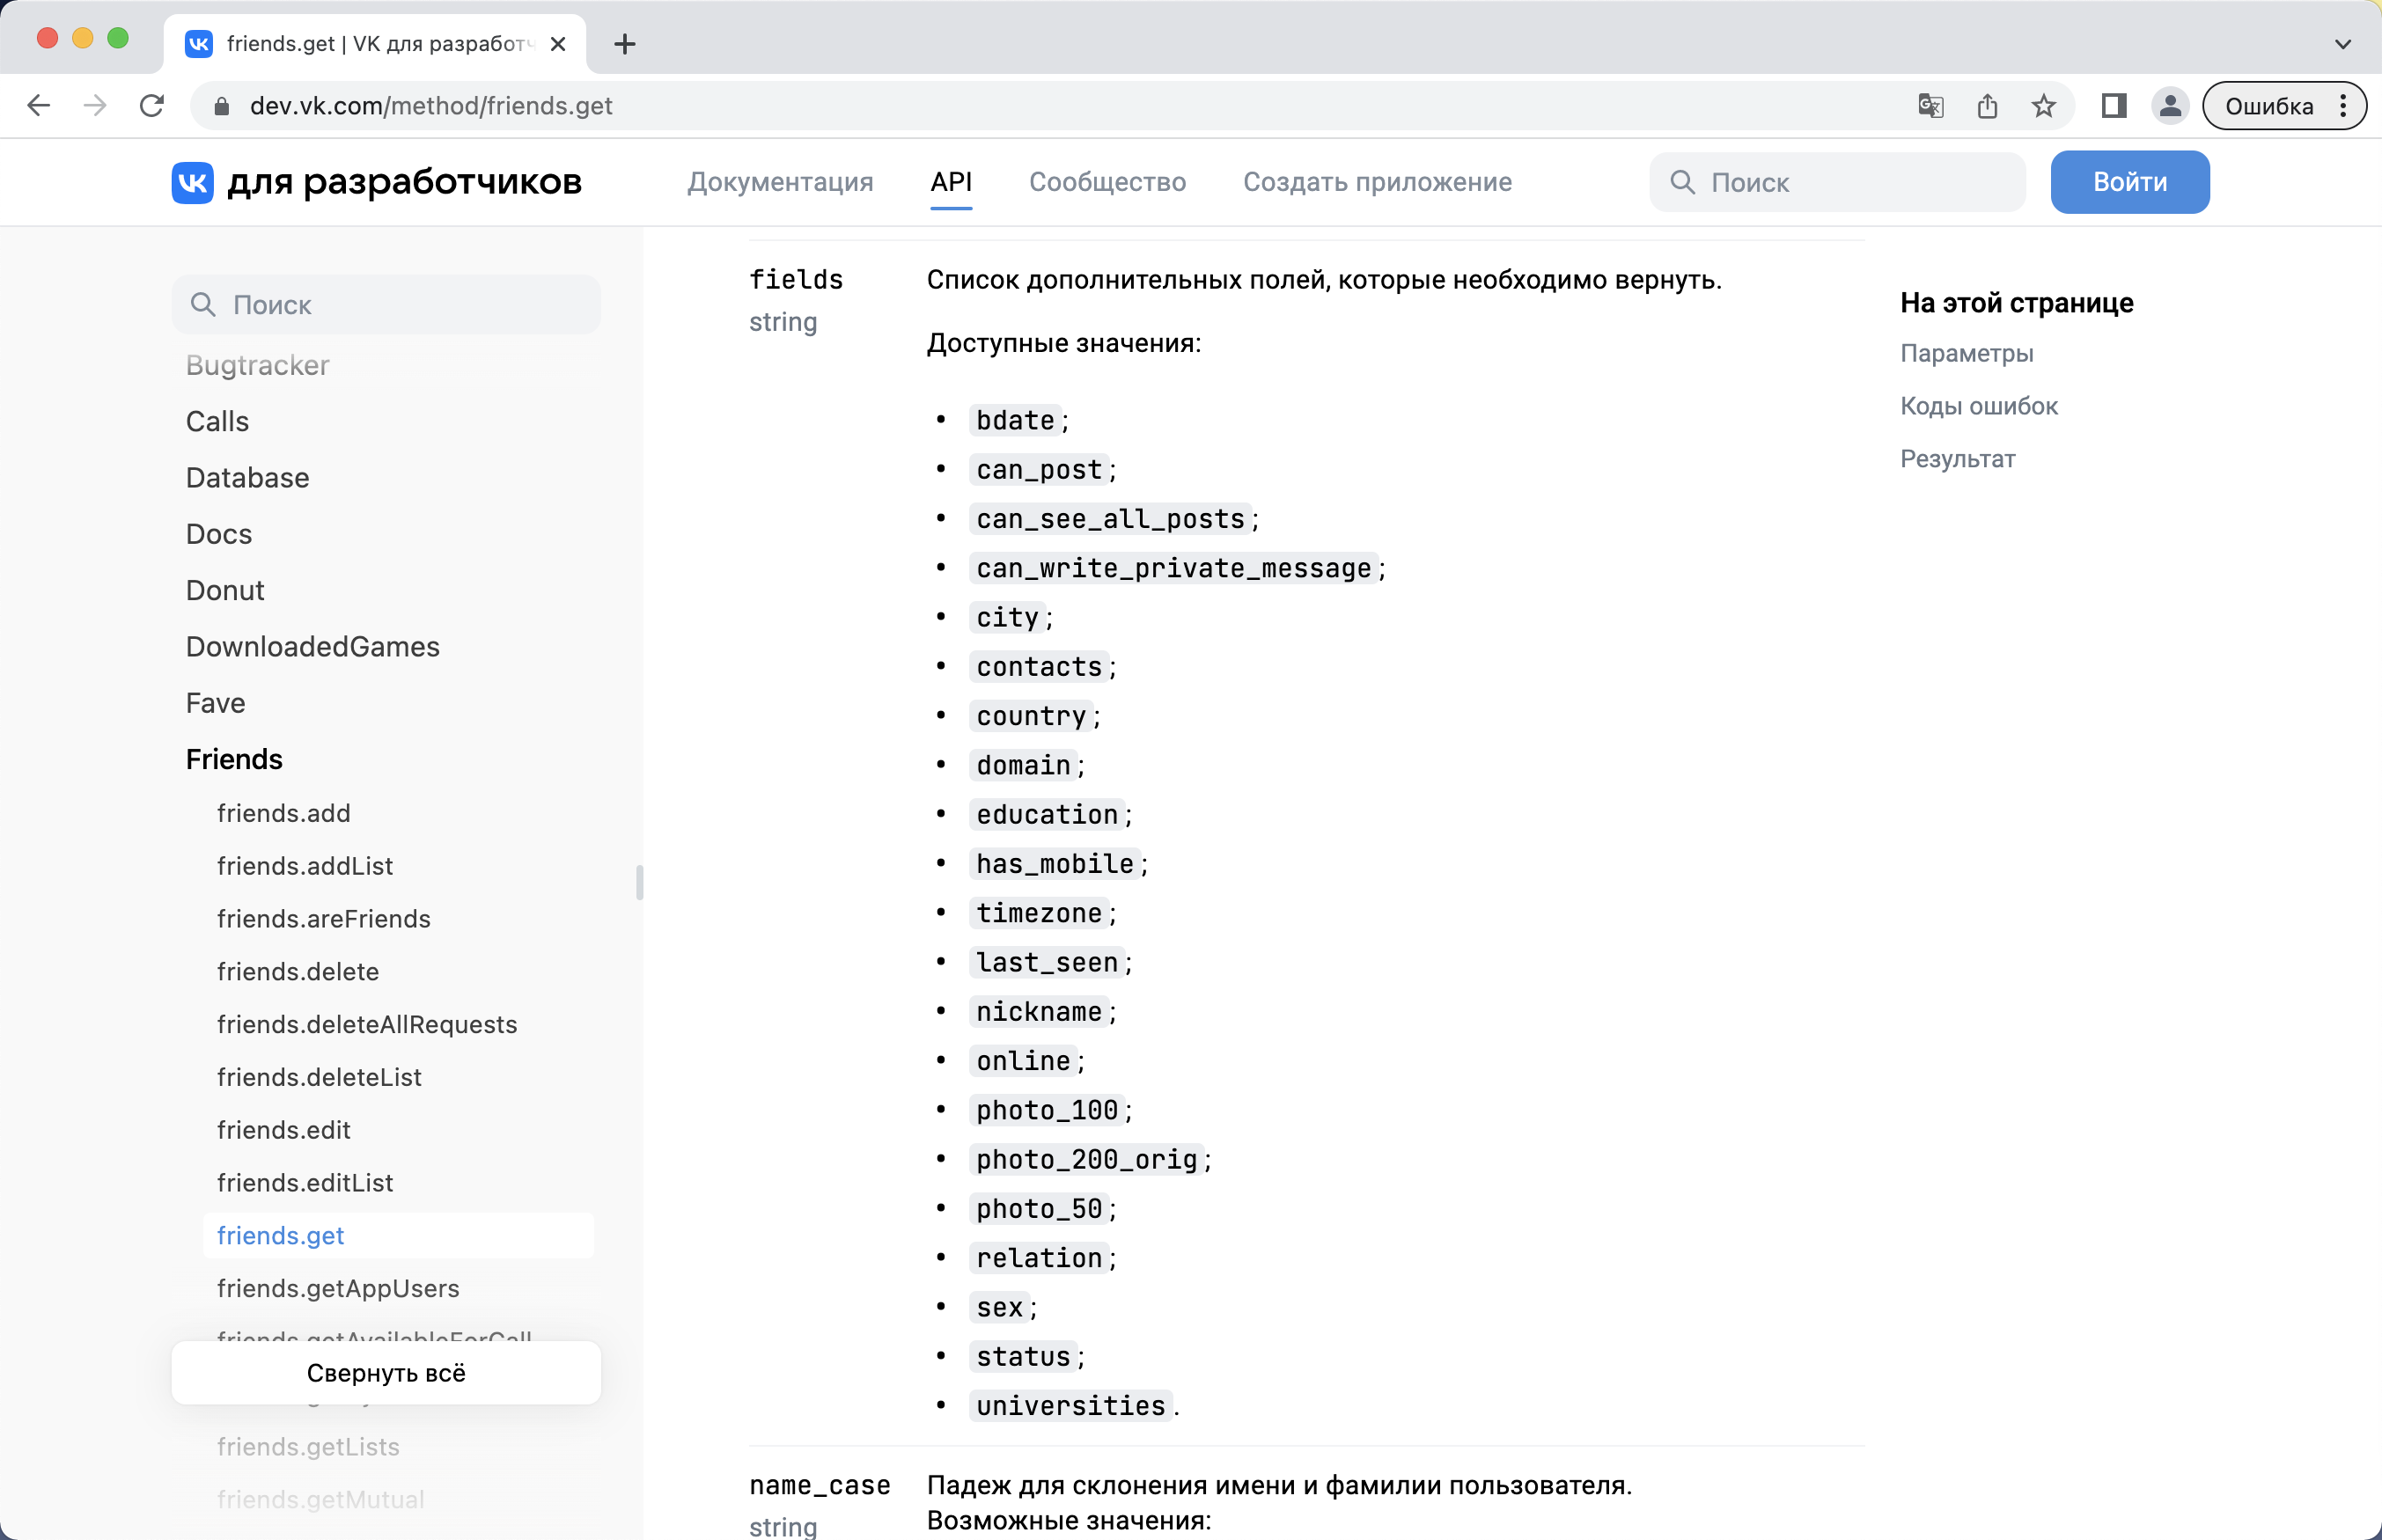 friends.get | VK для разработч
dev.vk.com/method/friends.get
Ошибка
VK для разработчиков
Документация
API
Сообщество
Создать приложение
Поиск
Войти
Поиск
Bugtracker
Calls
Database
Docs
Donut
DownloadedGames
Fave
Friends
friends.add
friends.addList
friends.areFriends
friends.delete
friends.deleteAllRequests
friends.deleteList
friends.edit
friends.editList
friends.get
friends.getAppUsers
friends.getAvailableForCall
Свернуть всё
friends.getLists
friends.getMutual
fields
string
Список дополнительных полей, которые необходимо вернуть.
Доступные значения:
• bdate;
• can_post;
• can_see_all_posts;
• can_write_private_message;
• city;
• contacts;
• country;
• domain;
• education;
• has_mobile;
• timezone;
• last_seen;
• nickname;
• online;
• photo_100;
• photo_200_orig;
• photo_50;
• relation;
• sex;
• status;
• universities.
name_case
string
Падеж для склонения имени и фамилии пользователя.
Возможные значения:
На этой странице
Параметры
Коды ошибок
Результат